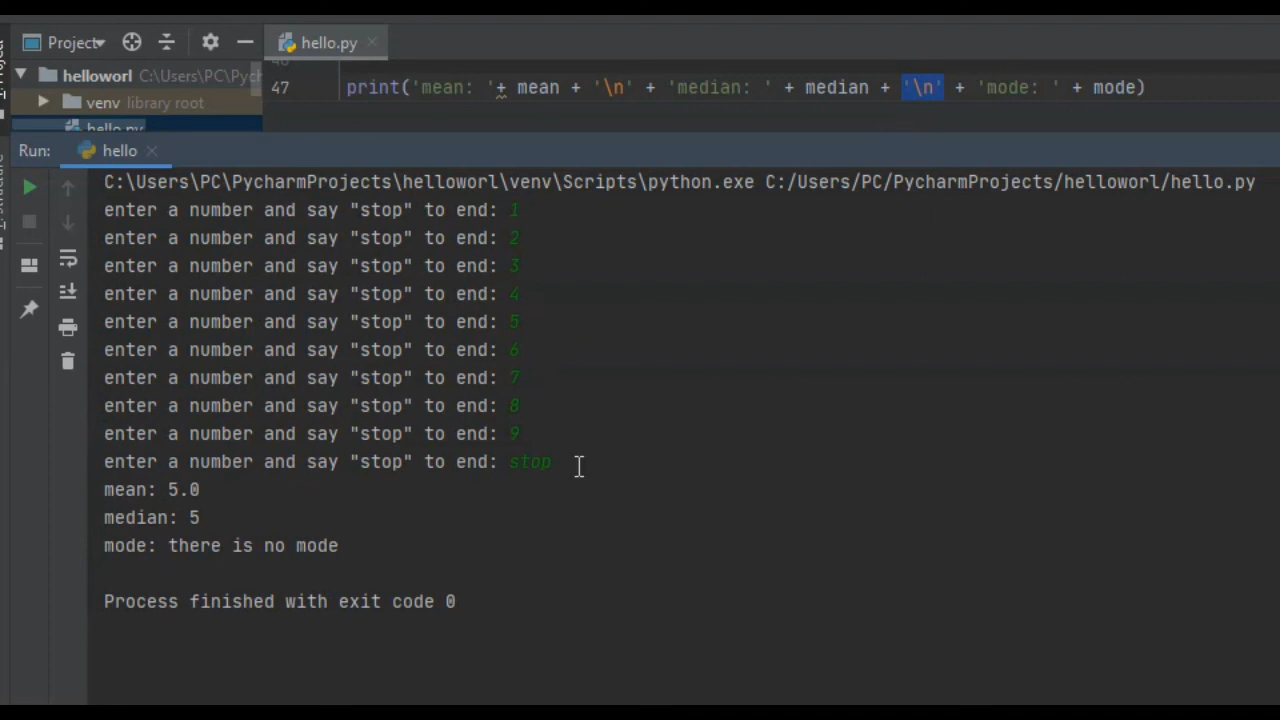 Project
hello.py
helloworl C:\Users\PC\Pych
47 print('mean: '+ mean + '\n' + 'median: ' + median + '\n' + 'mode: ' + mode)
venv library root
hello.py
Run: hello
C:\Users\PC\PycharmProjects\helloworl\venv\Scripts\python.exe C:/Users/PC/PycharmProjects/helloworl/hello.py
enter a number and say "stop" to end: 1
enter a number and say "stop" to end: 2
enter a number and say "stop" to end: 3
enter a number and say "stop" to end: 4
enter a number and say "stop" to end: 5
enter a number and say "stop" to end: 6
enter a number and say "stop" to end: 7
enter a number and say "stop" to end: 8
enter a number and say "stop" to end: 9
enter a number and say "stop" to end: stop
mean: 5.0
median: 5
mode: there is no mode
Process finished with exit code 0